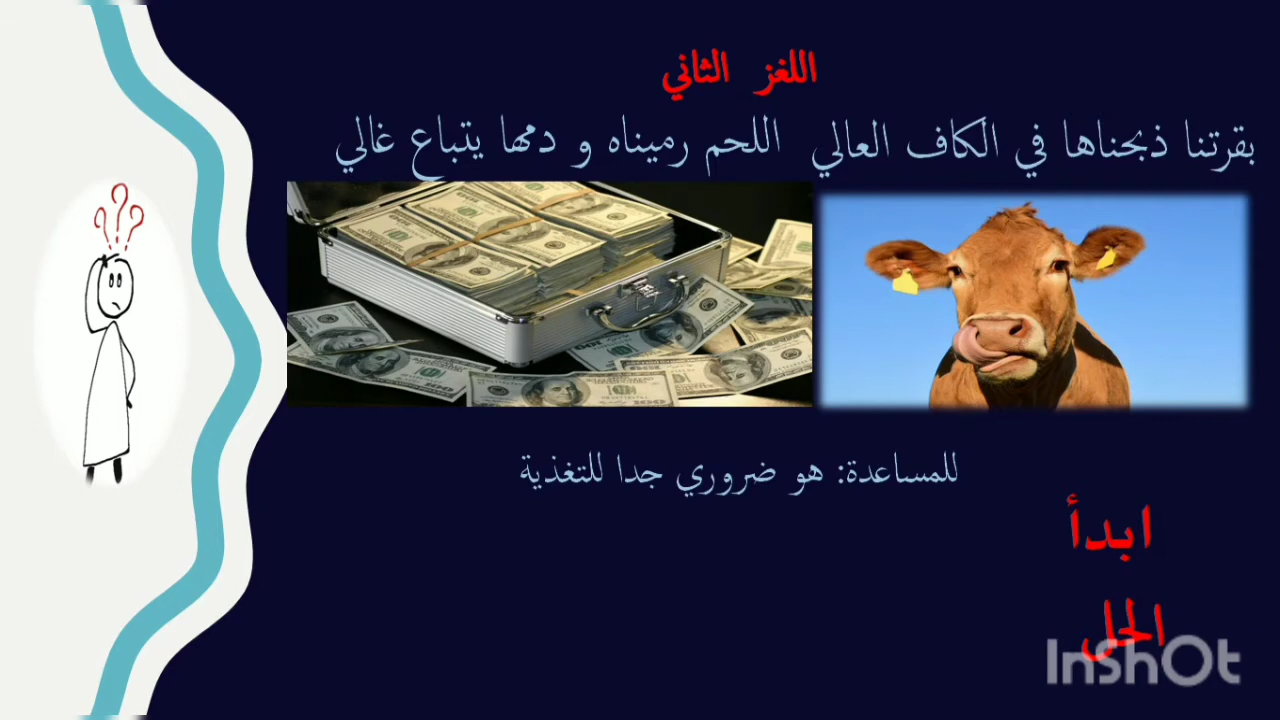 اللغز الثاني
بقرتنا ذبحناها في الكاف العالي اللحم رميناه و دمها يتباع غالي
للمساعدة: هو ضروري جدا للتغذية
ابدأ
الحل
InShOt